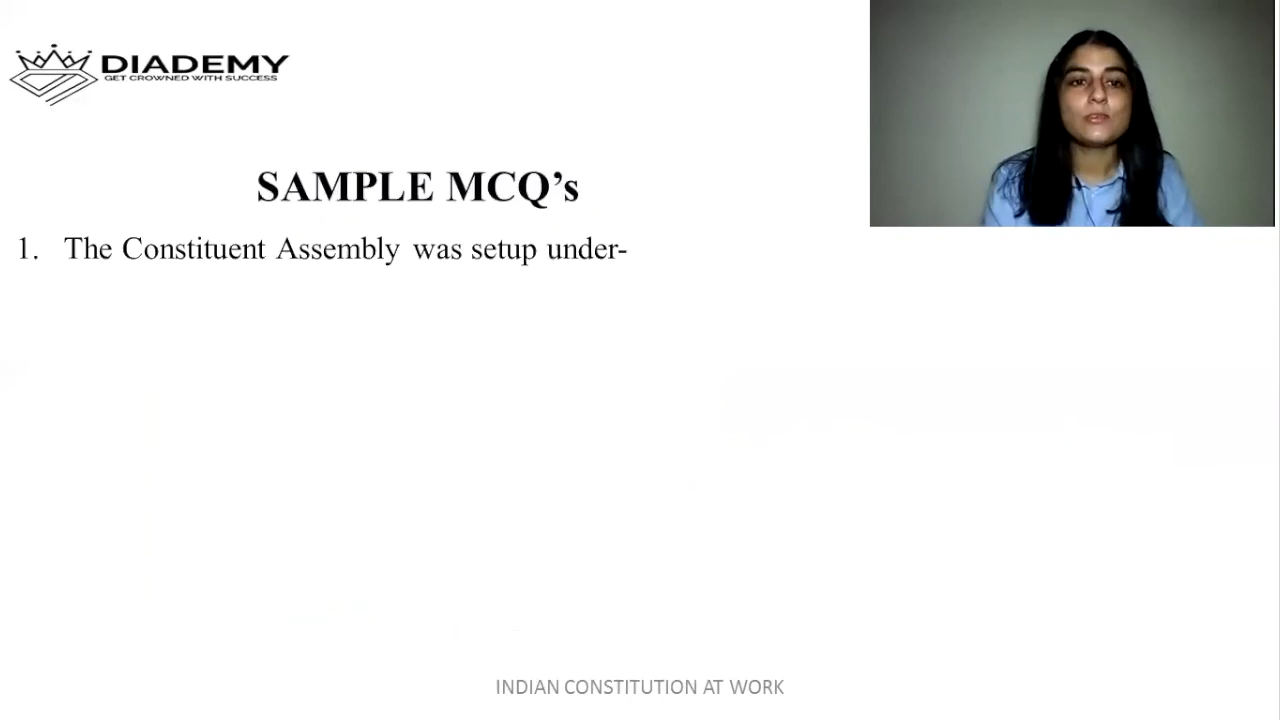 DIADEMY
GET CROWNED WITH SUCCESS
SAMPLE MCQ’s
1. The Constituent Assembly was setup under-
INDIAN CONSTITUTION AT WORK